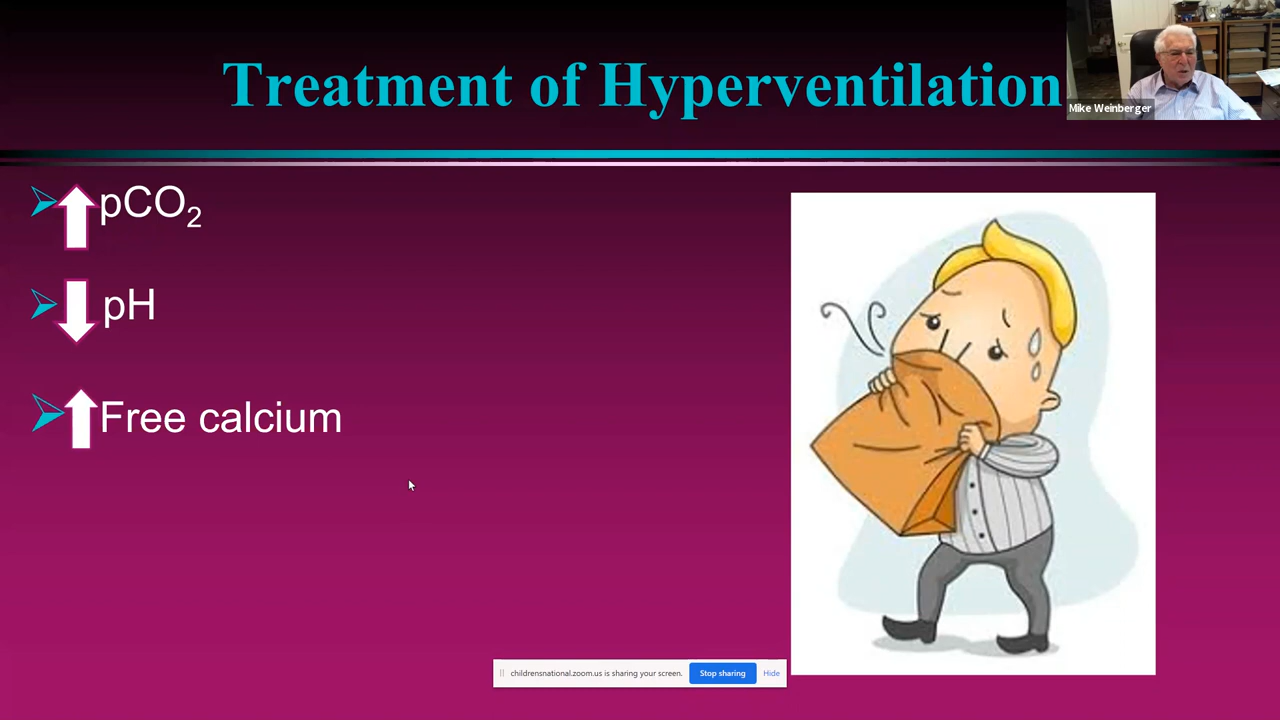 Treatment of Hyperventilation
Mike Weinberger
pCO₂
pH
Free calcium
childrensnational.zoom.us is sharing your screen. Stop sharing Hide